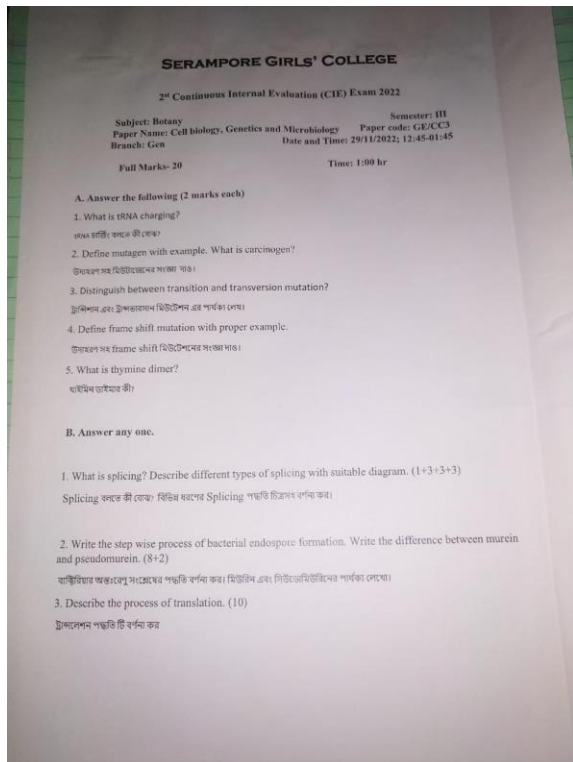 SERAMPORE GIRLS' COLLEGE
2st Continuous Internal Evaluation (CIE) Exam 2022
Subject: Botany Semester: III
Paper Name: Cell biology, Genetics and Microbiology Paper code: GE/CC3
Branch: Gen Date and Time: 29/11/2022; 12:45-01:45
Full Marks- 20 Time: 1:00 hr
A. Answer the following (2 marks each)
1. What is tRNA charging?
tRNA চার্জিং বলতে কী বোঝ?
2. Define mutagen with example. What is carcinogen?
উদাহরণ সহ মিউটাজেনের সংজ্ঞা দাও।
3. Distinguish between transition and transversion mutation?
ট্রান্সিশান এবং ট্রান্সভারসান মিউটেশন এর পার্থক্য লেখ।
4. Define frame shift mutation with proper example.
উদাহরণ সহ frame shift মিউটেশনের সংজ্ঞা দাও।
5. What is thymine dimer?
থাইমিন ডাইমার কী?
B. Answer any one.
1. What is splicing? Describe different types of splicing with suitable diagram. (1+3+3+3)
Splicing বলতে কী বোঝ? বিভিন্ন ধরণের Splicing পদ্ধতি চিত্রসহ বর্ণনা কর।
2. Write the step wise process of bacterial endospore formation. Write the difference between murein
and pseudomurein. (8+2)
ব্যাক্টিরিয়ার অন্তঃরেণু সংশ্লেষের পদ্ধতি বর্ণনা কর। মিউরিন এবং সিউডোমিউরিনের পার্থক্য লেখো।
3. Describe the process of translation. (10)
ট্রান্সলেশন পদ্ধতি টি বর্ণনা কর